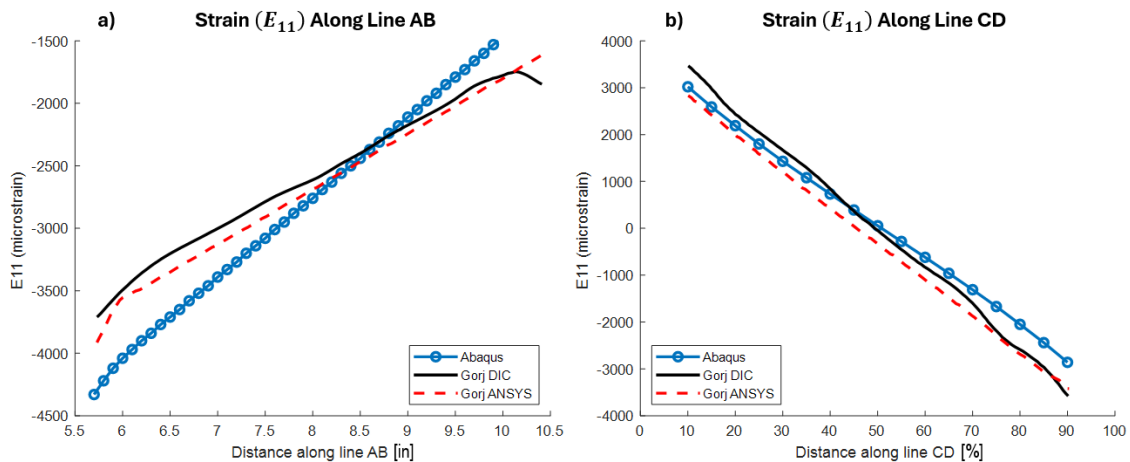 a) Strain (E₁₁) Along Line AB
-1500
-2000
-2500
-3000
-3500
-4000
-4500
E11 (microstrain)
5.5 6 6.5 7 7.5 8 8.5 9 9.5 10 10.5
Distance along line AB [in]
Abaqus
Gorj DIC
Gorj ANSYS
b) Strain (E₁₁) Along Line CD
4000
3000
2000
1000
0
-1000
-2000
-3000
-4000
E11 (microstrain)
0 10 20 30 40 50 60 70 80 90 100
Distance along line CD [%]
Abaqus
Gorj DIC
Gorj ANSYS